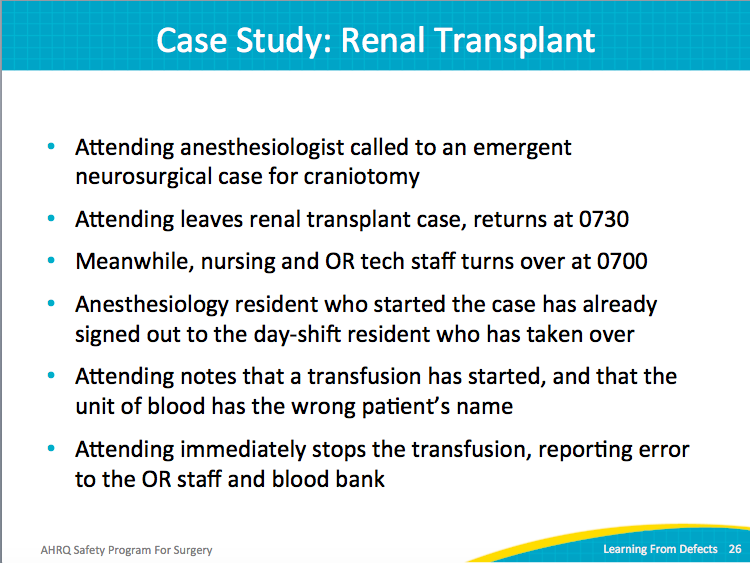 Case Study: Renal Transplant
• Attending anesthesiologist called to an emergent
neurosurgical case for craniotomy
• Attending leaves renal transplant case, returns at 0730
• Meanwhile, nursing and OR tech staff turns over at 0700
• Anesthesiology resident who started the case has already
signed out to the day-shift resident who has taken over
• Attending notes that a transfusion has started, and that the
unit of blood has the wrong patient’s name
• Attending immediately stops the transfusion, reporting error
to the OR staff and blood bank
AHRQ Safety Program For Surgery
Learning From Defects 26